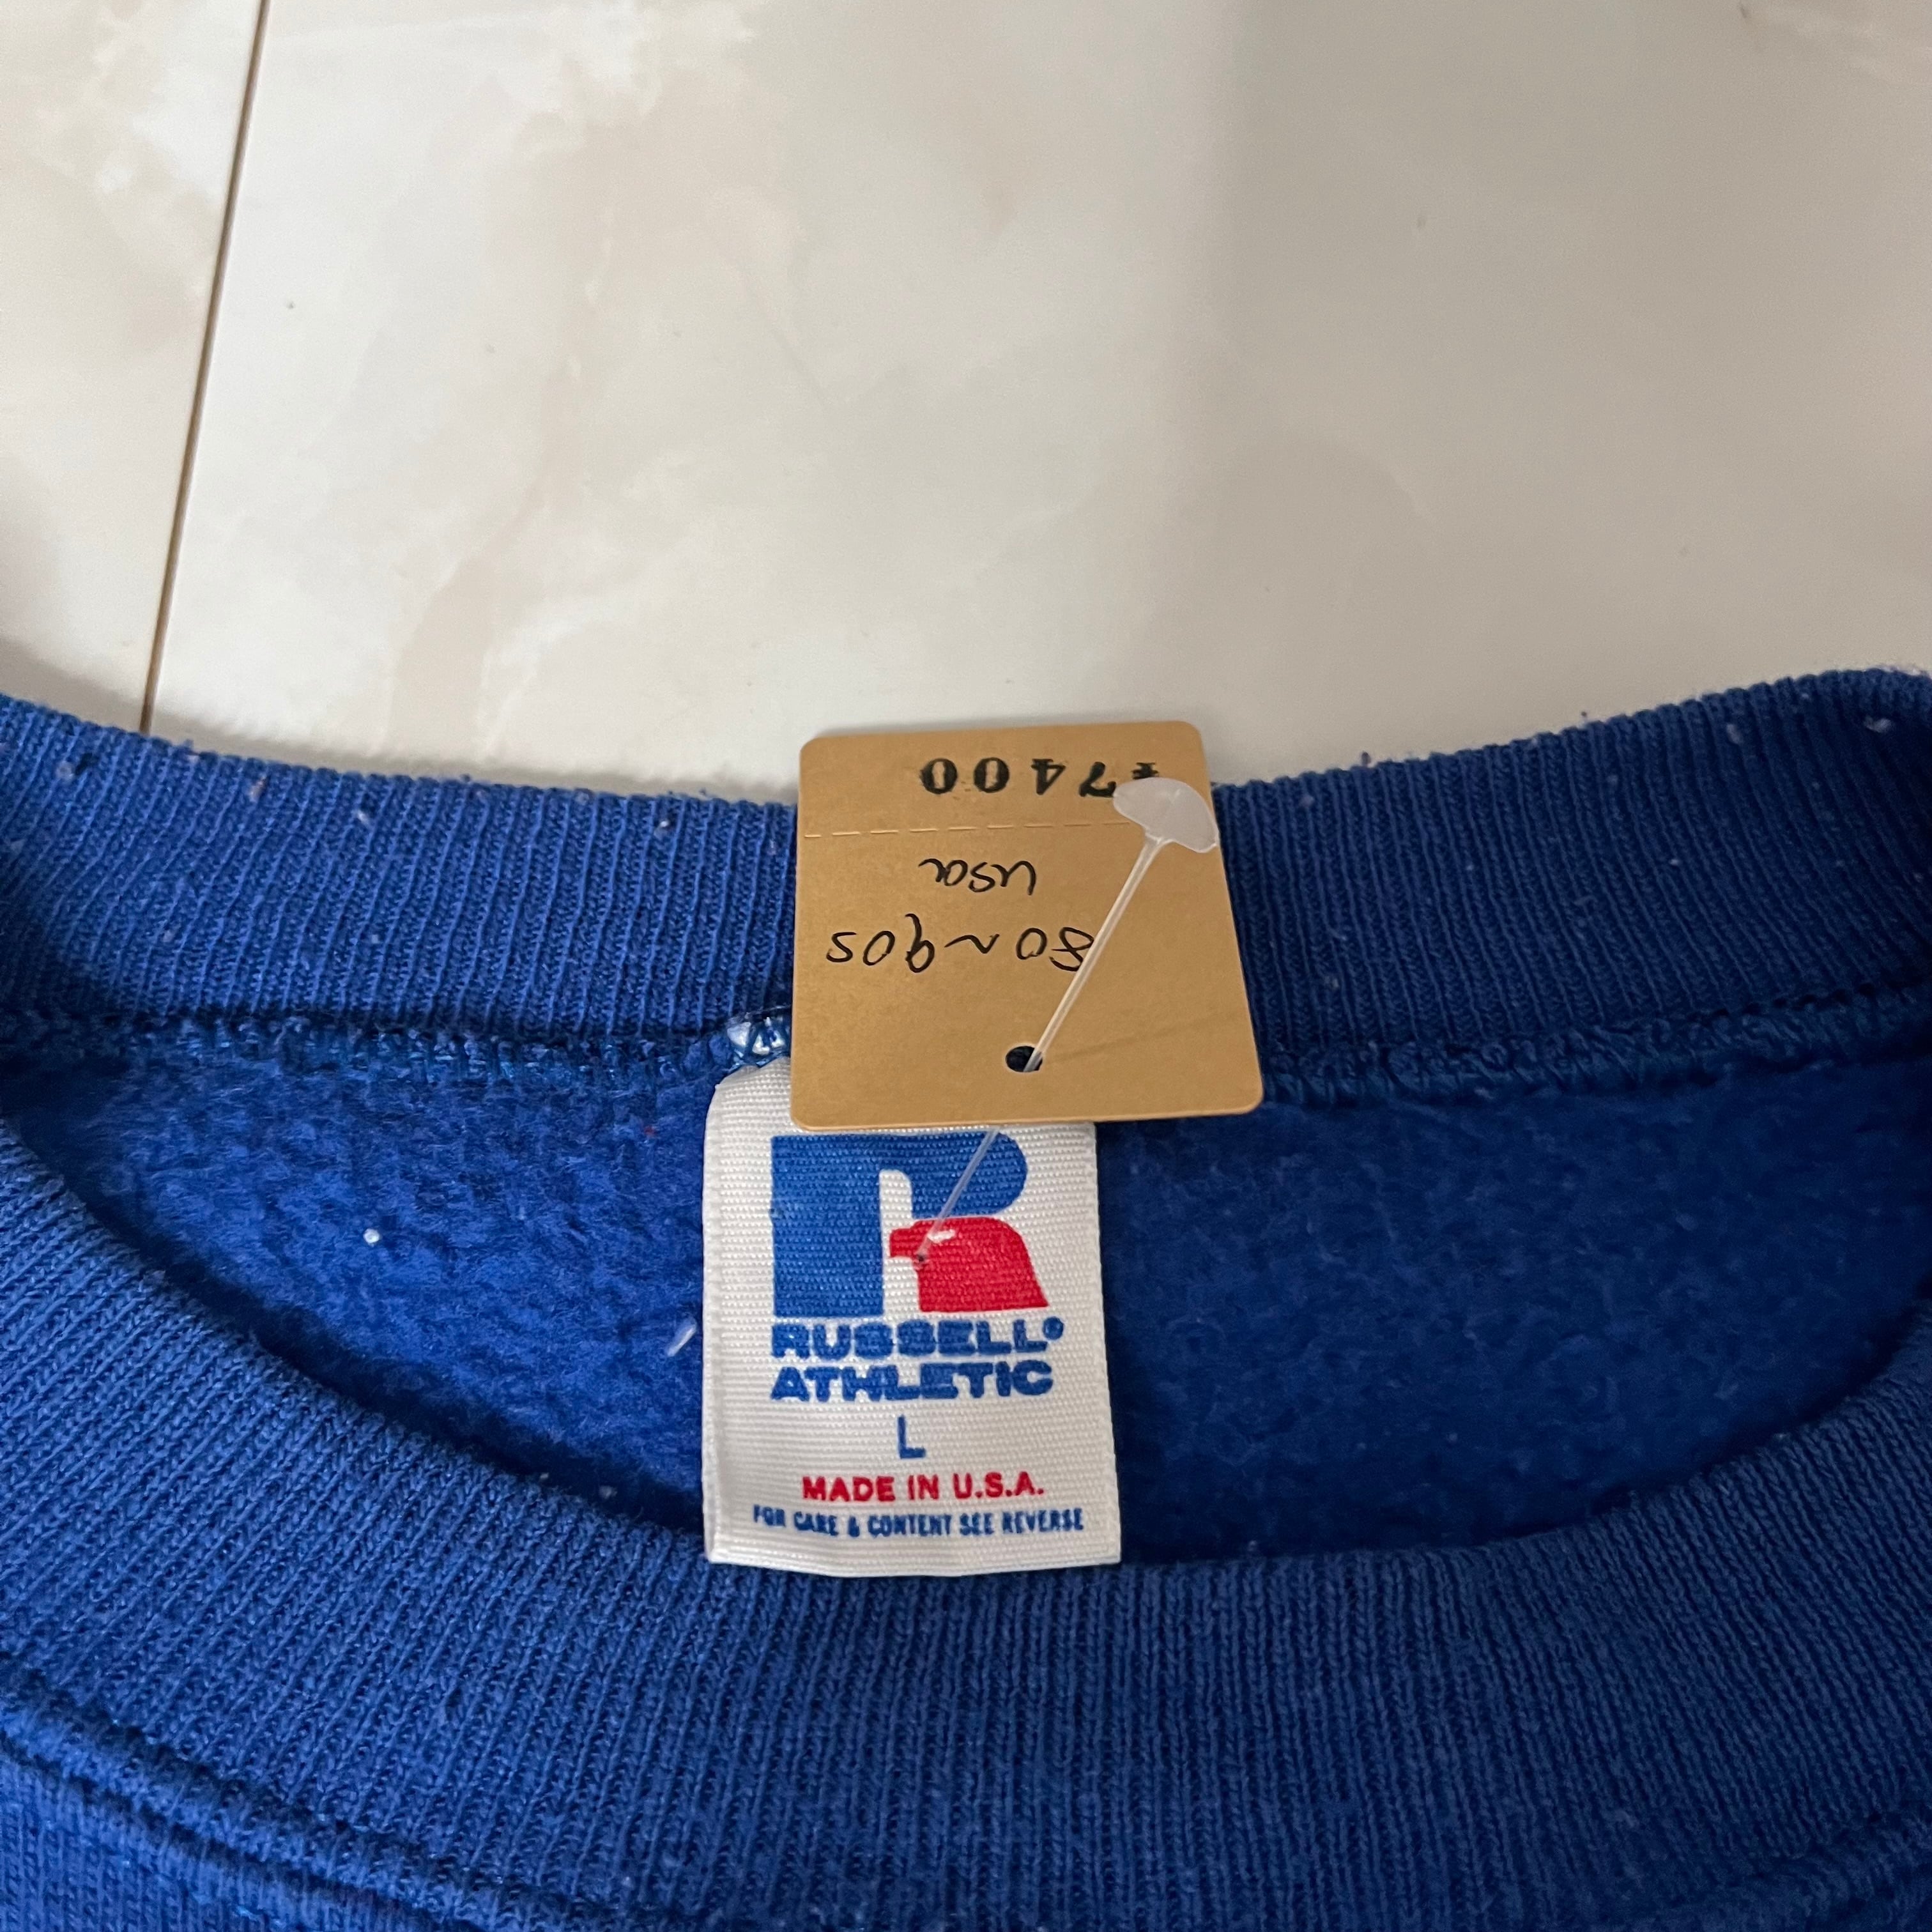 ¥7400
usa
80~90s
RUSSELL®
ATHLETIC
L
MADE IN U.S.A.
FOR CARE & CONTENT SEE REVERSE